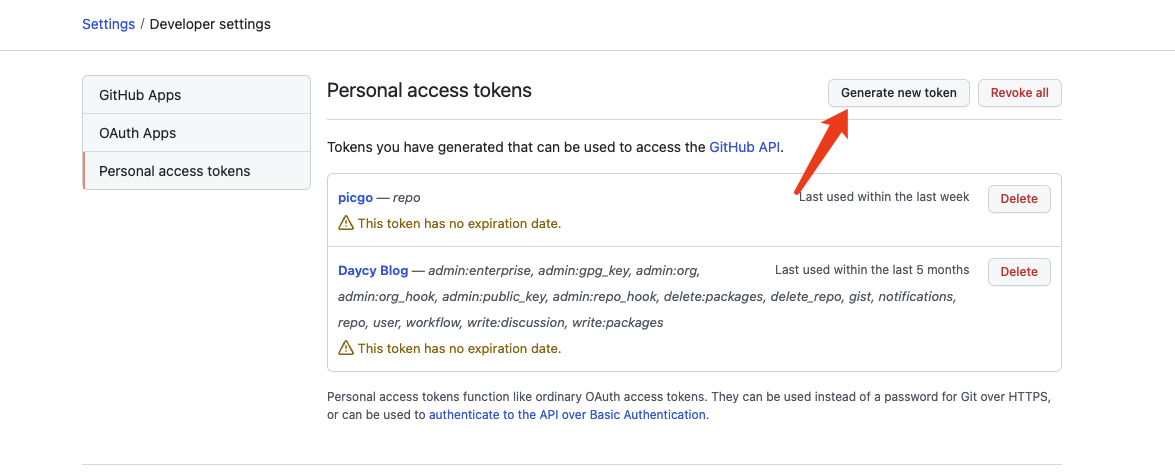 Settings / Developer settings
GitHub Apps
OAuth Apps
Personal access tokens
Personal access tokens
Generate new token
Revoke all
Tokens you have generated that can be used to access the GitHub API.
picgo — repo
Last used within the last week
Delete
This token has no expiration date.
Daycy Blog — admin:enterprise, admin:gpg_key, admin:org,
Last used within the last 5 months
Delete
admin:org_hook, admin:public_key, admin:repo_hook, delete:packages, delete_repo, gist, notifications,
repo, user, workflow, write:discussion, write:packages
This token has no expiration date.
Personal access tokens function like ordinary OAuth access tokens. They can be used instead of a password for Git over HTTPS,
or can be used to authenticate to the API over Basic Authentication.